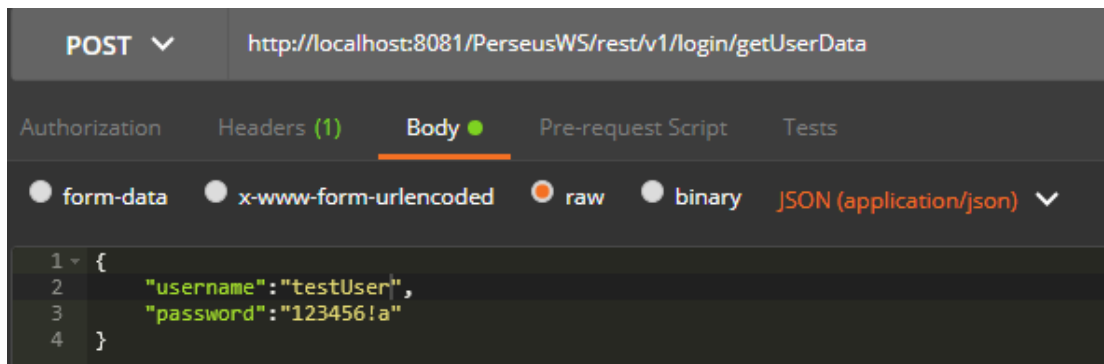 POST http://localhost:8081/PerseusWS/rest/v1/login/getUserData
Authorization Headers (1) Body Pre-request Script Tests
form-data x-www-form-urlencoded raw binary JSON (application/json)
1 {
2 "username":"testUser",
3 "password":"123456!a"
4 }